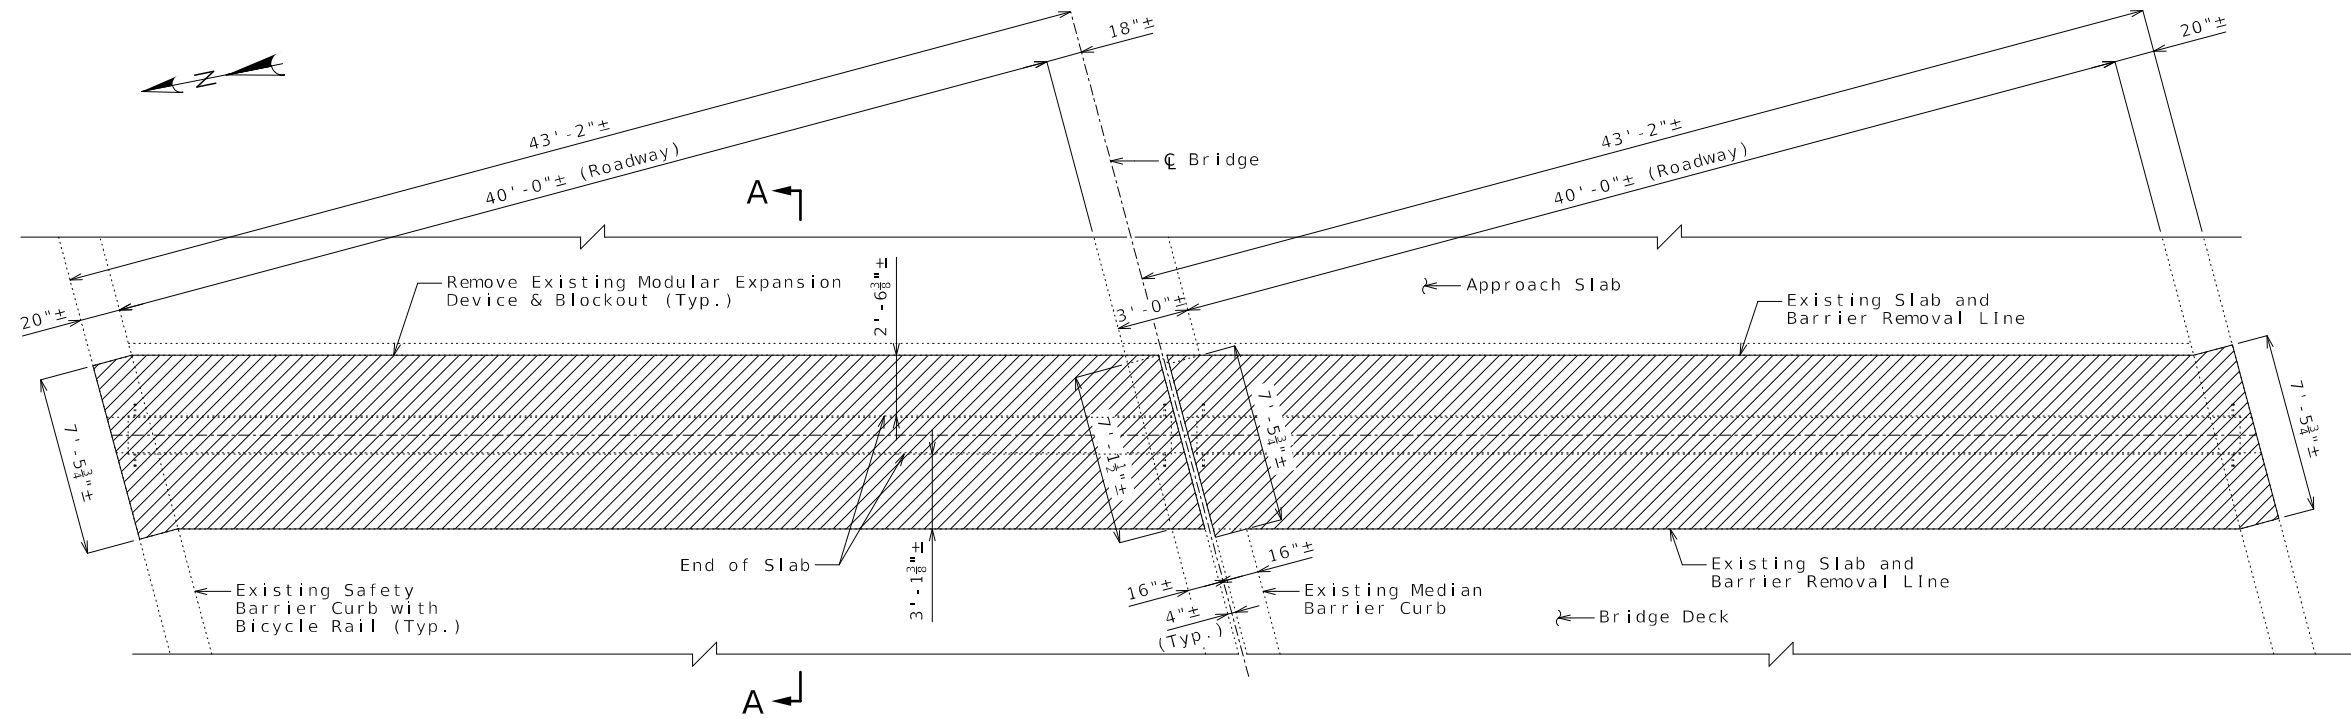 18"±
20"±
N
43'-2"±
40'-0"± (Roadway)
43'-2"±
40'-0"± (Roadway)
A
℄ Bridge
Remove Existing Modular Expansion
Device & Blockout (Typ.)
2'-6⅜"±
3'-0"±
Approach Slab
Existing Slab and
Barrier Removal LIne
20"±
7'-5¾"±
7'-1½"±
7'-5¾"±
7'-5¾"±
End of Slab
3'-1⅜"±
Existing Safety
Barrier Curb with
Bicycle Rail (Typ.)
16"±
16"±
4"±
(Typ.)
Existing Median
Barrier Curb
Existing Slab and
Barrier Removal LIne
Bridge Deck
A